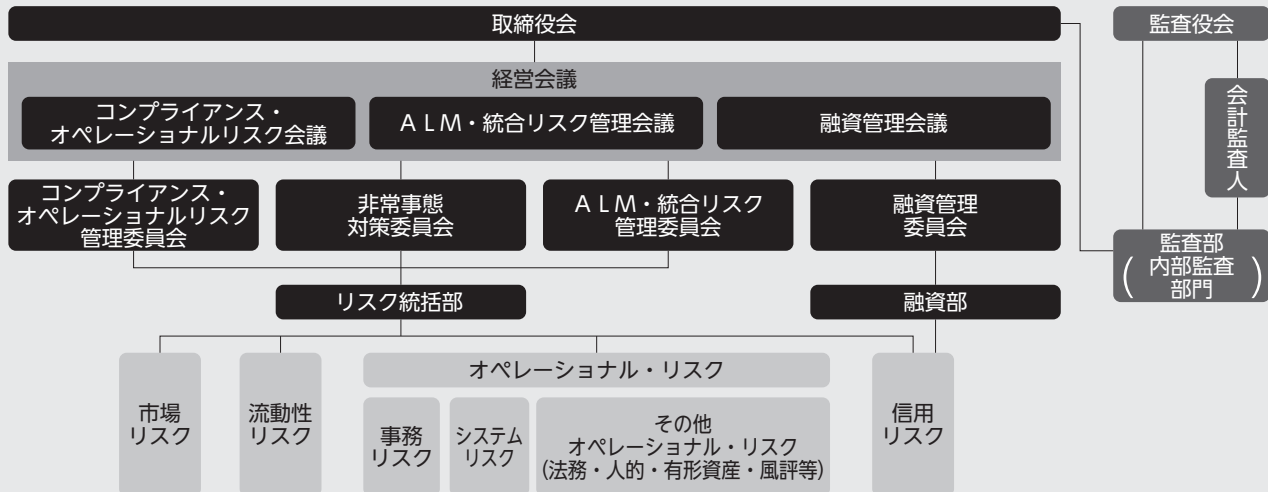 取締役会
監査役会
経営会議
コンプライアンス・
オペレーショナルリスク会議
ALM・統合リスク管理会議
融資管理会議
会計監査人
コンプライアンス・
オペレーショナルリスク
管理委員会
非常事態
対策委員会
ALM・統合リスク
管理委員会
融資管理
委員会
監査部
(内部監査
部門)
リスク統括部
融資部
市場
リスク
流動性
リスク
オペレーショナル・リスク
事務
リスク
システム
リスク
その他
オペレーショナル・リスク
(法務・人的・有形資産・風評等)
信用
リスク